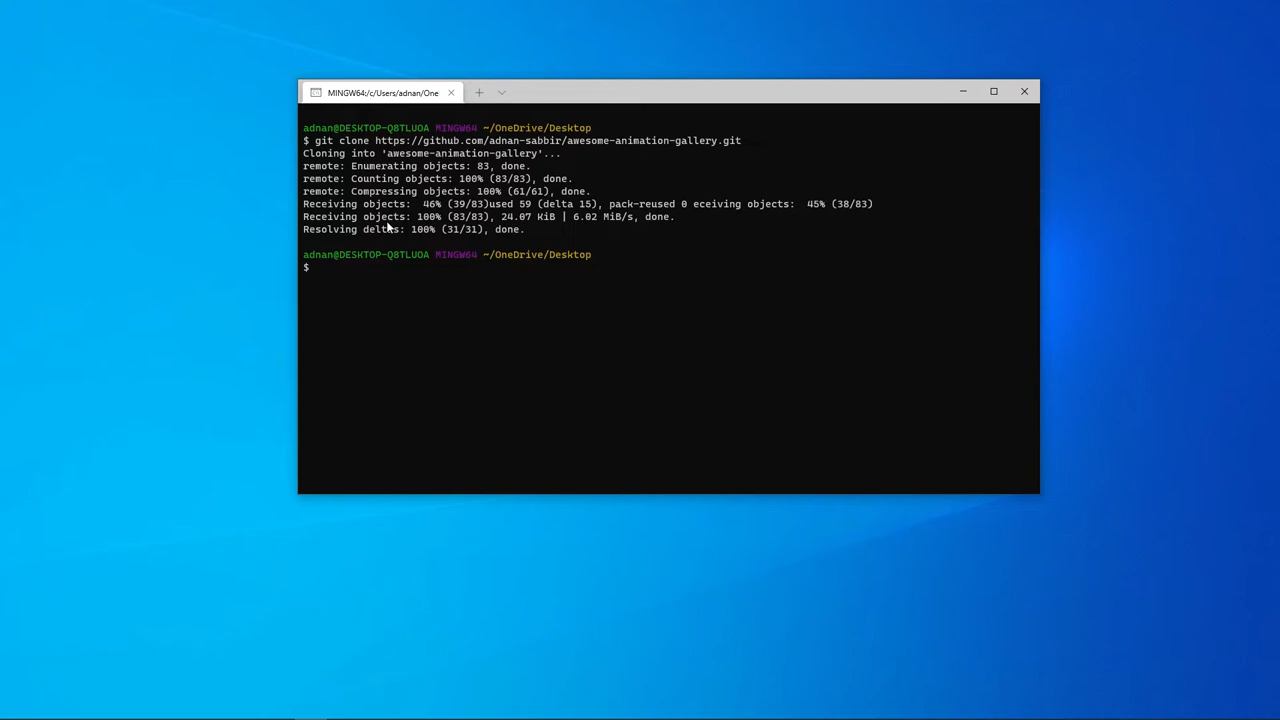 MINGW64:/c/Users/adnan/One
adnan@DESKTOP-Q8TLUOA MINGW64 ~/OneDrive/Desktop
$ git clone https://github.com/adnan-sabbir/awesome-animation-gallery.git
Cloning into 'awesome-animation-gallery'...
remote: Enumerating objects: 83, done.
remote: Counting objects: 100% (83/83), done.
remote: Compressing objects: 100% (61/61), done.
Receiving objects:  46% (39/83)used 59 (delta 15), pack-reused 0 eceiving objects:  45% (38/83)
Receiving objects: 100% (83/83), 24.07 KiB | 6.02 MiB/s, done.
Resolving deltas: 100% (31/31), done.
adnan@DESKTOP-Q8TLUOA MINGW64 ~/OneDrive/Desktop
$